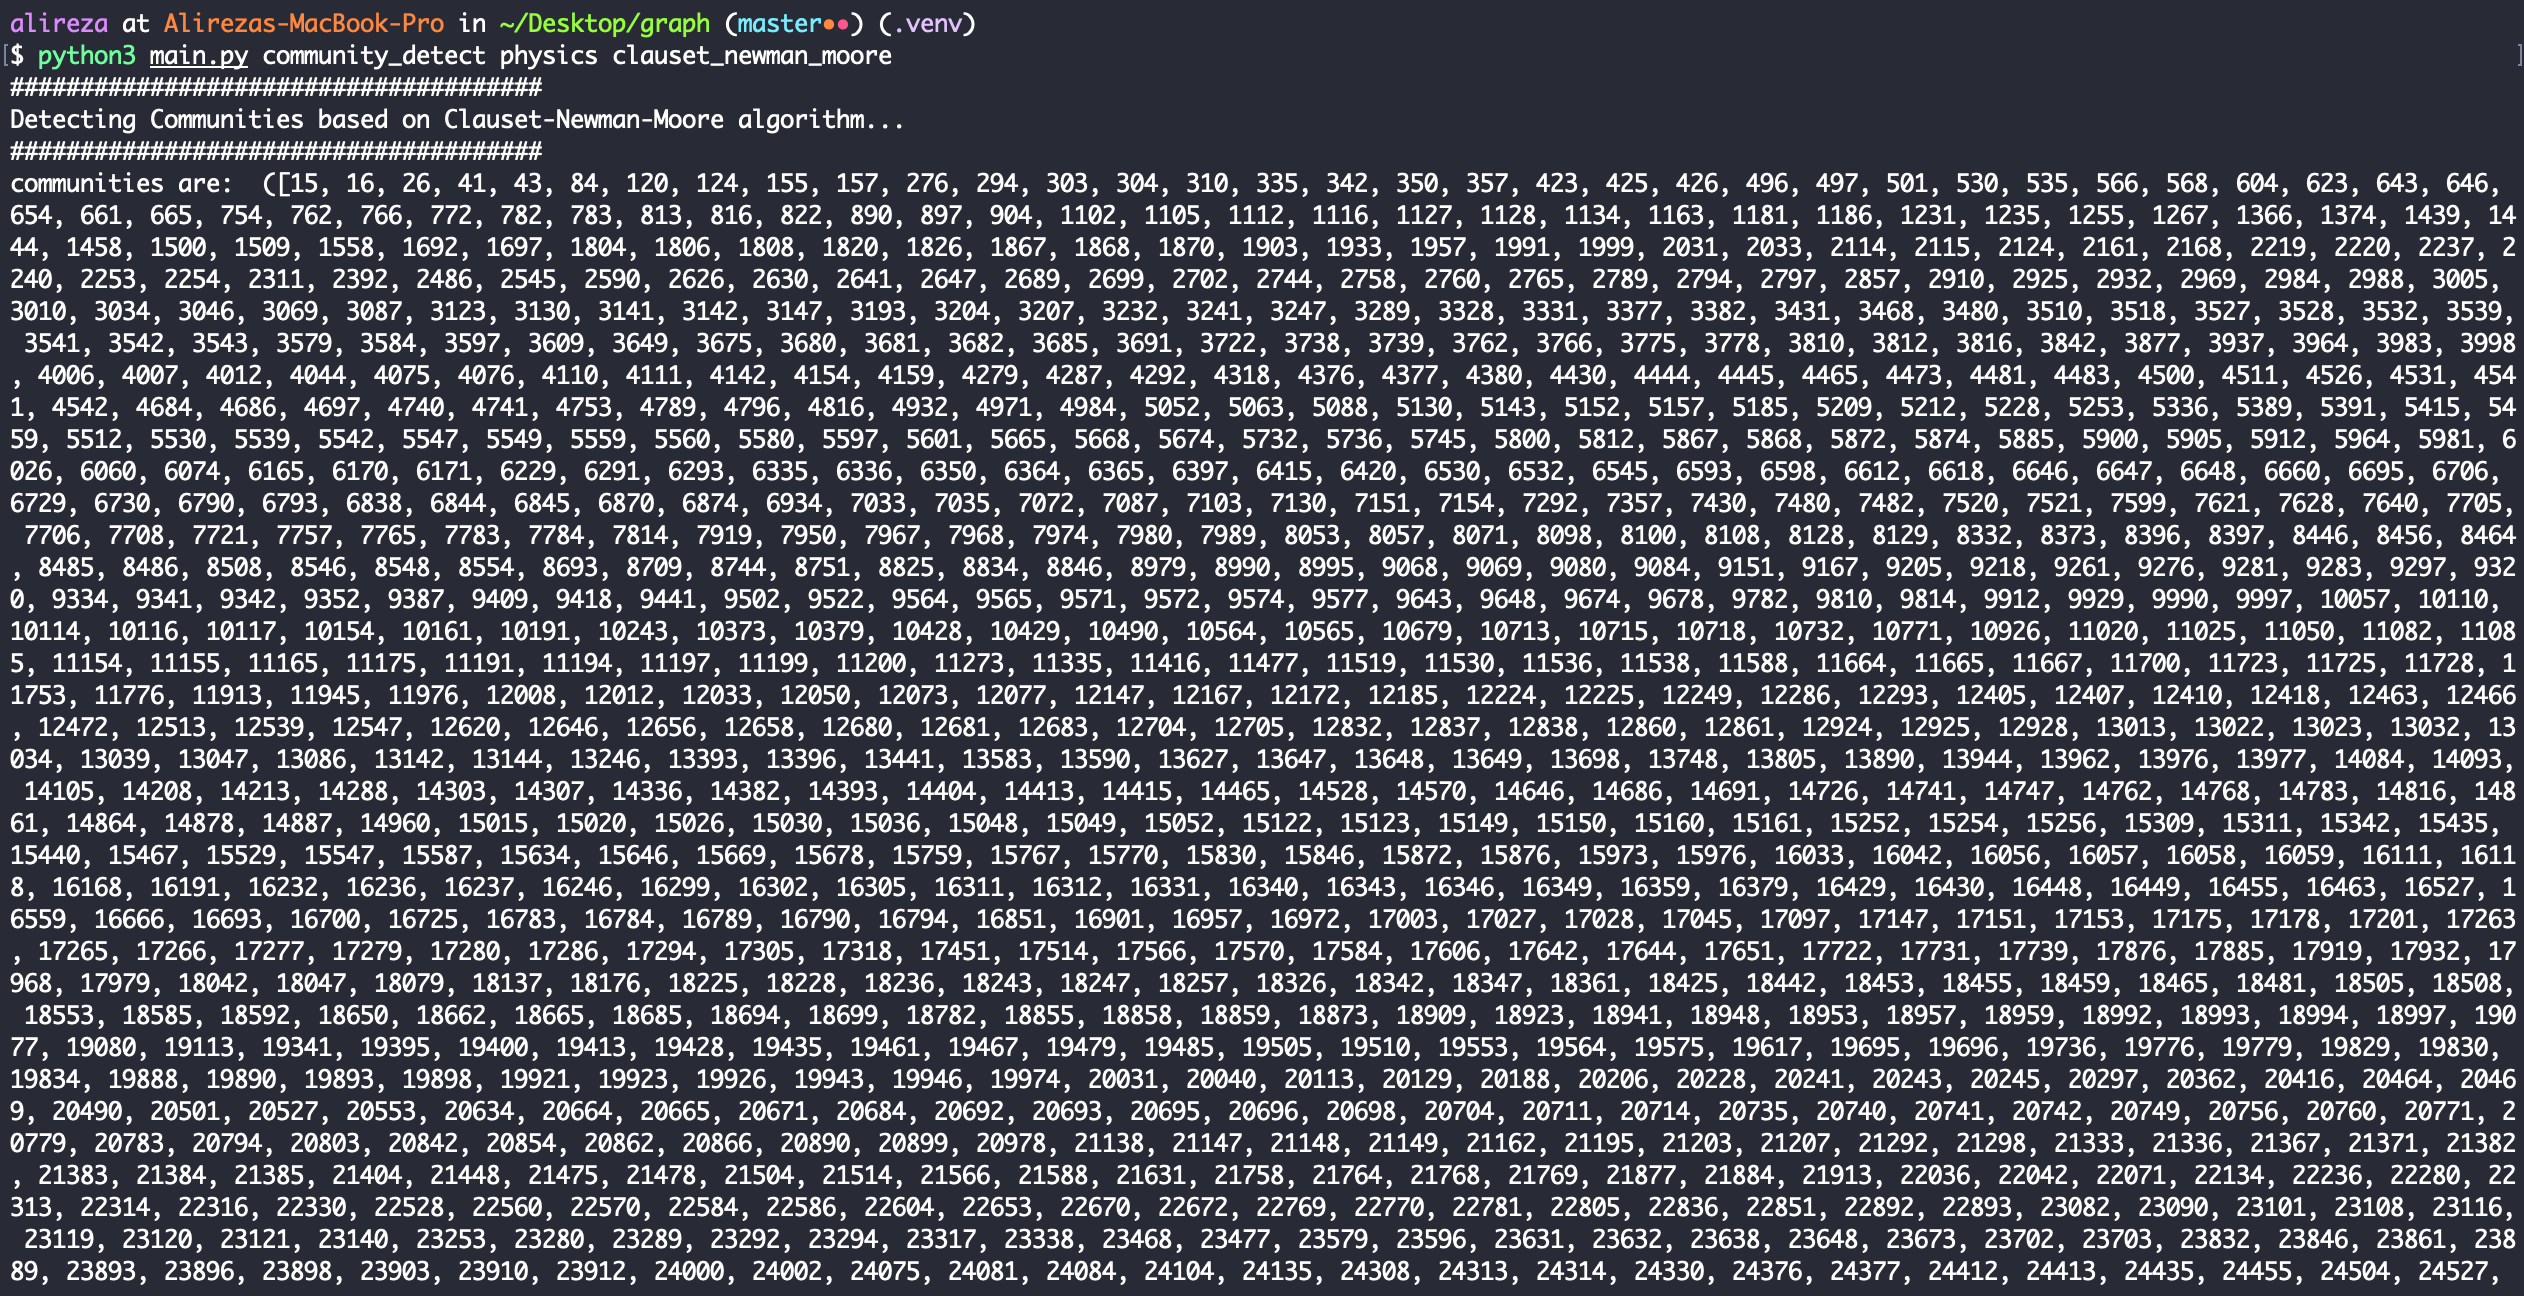 alireza at Alirezas-MacBook-Pro in ~/Desktop/graph (master●●) (.venv)
[$ python3 main.py community_detect physics clauset_newman_moore ]
######################################
Detecting Communities based on Clauset-Newman-Moore algorithm...
######################################
communities are:  ([15, 16, 26, 41, 43, 84, 120, 124, 155, 157, 276, 294, 303, 304, 310, 335, 342, 350, 357, 423, 425, 426, 496, 497, 501, 530, 535, 566, 568, 604, 623, 643, 646,
654, 661, 665, 754, 762, 766, 772, 782, 783, 813, 816, 822, 890, 897, 904, 1102, 1105, 1112, 1116, 1127, 1128, 1134, 1163, 1181, 1186, 1231, 1235, 1255, 1267, 1366, 1374, 1439, 14
44, 1458, 1500, 1509, 1558, 1692, 1697, 1804, 1806, 1808, 1820, 1826, 1867, 1868, 1870, 1903, 1933, 1957, 1991, 1999, 2031, 2033, 2114, 2115, 2124, 2161, 2168, 2219, 2220, 2237, 2
240, 2253, 2254, 2311, 2392, 2486, 2545, 2590, 2626, 2630, 2641, 2647, 2689, 2699, 2702, 2744, 2758, 2760, 2765, 2789, 2794, 2797, 2857, 2910, 2925, 2932, 2969, 2984, 2988, 3005,
3010, 3034, 3046, 3069, 3087, 3123, 3130, 3141, 3142, 3147, 3193, 3204, 3207, 3232, 3241, 3247, 3289, 3328, 3331, 3377, 3382, 3431, 3468, 3480, 3510, 3518, 3527, 3528, 3532, 3539,
 3541, 3542, 3543, 3579, 3584, 3597, 3609, 3649, 3675, 3680, 3681, 3682, 3685, 3691, 3722, 3738, 3739, 3762, 3766, 3775, 3778, 3810, 3812, 3816, 3842, 3877, 3937, 3964, 3983, 3998
, 4006, 4007, 4012, 4044, 4075, 4076, 4110, 4111, 4142, 4154, 4159, 4279, 4287, 4292, 4318, 4376, 4377, 4380, 4430, 4444, 4445, 4465, 4473, 4481, 4483, 4500, 4511, 4526, 4531, 454
1, 4542, 4684, 4686, 4697, 4740, 4741, 4753, 4789, 4796, 4816, 4932, 4971, 4984, 5052, 5063, 5088, 5130, 5143, 5152, 5157, 5185, 5209, 5212, 5228, 5253, 5336, 5389, 5391, 5415, 54
59, 5512, 5530, 5539, 5542, 5547, 5549, 5559, 5560, 5580, 5597, 5601, 5665, 5668, 5674, 5732, 5736, 5745, 5800, 5812, 5867, 5868, 5872, 5874, 5885, 5900, 5905, 5912, 5964, 5981, 6
026, 6060, 6074, 6165, 6170, 6171, 6229, 6291, 6293, 6335, 6336, 6350, 6364, 6365, 6397, 6415, 6420, 6530, 6532, 6545, 6593, 6598, 6612, 6618, 6646, 6647, 6648, 6660, 6695, 6706,
6729, 6730, 6790, 6793, 6838, 6844, 6845, 6870, 6874, 6934, 7033, 7035, 7072, 7087, 7103, 7130, 7151, 7154, 7292, 7357, 7430, 7480, 7482, 7520, 7521, 7599, 7621, 7628, 7640, 7705,
 7706, 7708, 7721, 7757, 7765, 7783, 7784, 7814, 7919, 7950, 7967, 7968, 7974, 7980, 7989, 8053, 8057, 8071, 8098, 8100, 8108, 8128, 8129, 8332, 8373, 8396, 8397, 8446, 8456, 8464
, 8485, 8486, 8508, 8546, 8548, 8554, 8693, 8709, 8744, 8751, 8825, 8834, 8846, 8979, 8990, 8995, 9068, 9069, 9080, 9084, 9151, 9167, 9205, 9218, 9261, 9276, 9281, 9283, 9297, 932
0, 9334, 9341, 9342, 9352, 9387, 9409, 9418, 9441, 9502, 9522, 9564, 9565, 9571, 9572, 9574, 9577, 9643, 9648, 9674, 9678, 9782, 9810, 9814, 9912, 9929, 9990, 9997, 10057, 10110,
10114, 10116, 10117, 10154, 10161, 10191, 10243, 10373, 10379, 10428, 10429, 10490, 10564, 10565, 10679, 10713, 10715, 10718, 10732, 10771, 10926, 11020, 11025, 11050, 11082, 1108
5, 11154, 11155, 11165, 11175, 11191, 11194, 11197, 11199, 11200, 11273, 11335, 11416, 11477, 11519, 11530, 11536, 11538, 11588, 11664, 11665, 11667, 11700, 11723, 11725, 11728, 1
1753, 11776, 11913, 11945, 11976, 12008, 12012, 12033, 12050, 12073, 12077, 12147, 12167, 12172, 12185, 12224, 12225, 12249, 12286, 12293, 12405, 12407, 12410, 12418, 12463, 12466
, 12472, 12513, 12539, 12547, 12620, 12646, 12656, 12658, 12680, 12681, 12683, 12704, 12705, 12832, 12837, 12838, 12860, 12861, 12924, 12925, 12928, 13013, 13022, 13023, 13032, 13
034, 13039, 13047, 13086, 13142, 13144, 13246, 13393, 13396, 13441, 13583, 13590, 13627, 13647, 13648, 13649, 13698, 13748, 13805, 13890, 13944, 13962, 13976, 13977, 14084, 14093,
 14105, 14208, 14213, 14288, 14303, 14307, 14336, 14382, 14393, 14404, 14413, 14415, 14465, 14528, 14570, 14646, 14686, 14691, 14726, 14741, 14747, 14762, 14768, 14783, 14816, 148
61, 14864, 14878, 14887, 14960, 15015, 15020, 15026, 15030, 15036, 15048, 15049, 15052, 15122, 15123, 15149, 15150, 15160, 15161, 15252, 15254, 15256, 15309, 15311, 15342, 15435,
15440, 15467, 15529, 15547, 15587, 15634, 15646, 15669, 15678, 15759, 15767, 15770, 15830, 15846, 15872, 15876, 15973, 15976, 16033, 16042, 16056, 16057, 16058, 16059, 16111, 1611
8, 16168, 16191, 16232, 16236, 16237, 16246, 16299, 16302, 16305, 16311, 16312, 16331, 16340, 16343, 16346, 16349, 16359, 16379, 16429, 16430, 16448, 16449, 16455, 16463, 16527, 1
6559, 16666, 16693, 16700, 16725, 16783, 16784, 16789, 16790, 16794, 16851, 16901, 16957, 16972, 17003, 17027, 17028, 17045, 17097, 17147, 17151, 17153, 17175, 17178, 17201, 17263
, 17265, 17266, 17277, 17279, 17280, 17286, 17294, 17305, 17318, 17451, 17514, 17566, 17570, 17584, 17606, 17642, 17644, 17651, 17722, 17731, 17739, 17876, 17885, 17919, 17932, 17
968, 17979, 18042, 18047, 18079, 18137, 18176, 18225, 18228, 18236, 18243, 18247, 18257, 18326, 18342, 18347, 18361, 18425, 18442, 18453, 18455, 18459, 18465, 18481, 18505, 18508,
 18553, 18585, 18592, 18650, 18662, 18665, 18685, 18694, 18699, 18782, 18855, 18858, 18859, 18873, 18909, 18923, 18941, 18948, 18953, 18957, 18959, 18992, 18993, 18994, 18997, 190
77, 19080, 19113, 19341, 19395, 19400, 19413, 19428, 19435, 19461, 19467, 19479, 19485, 19505, 19510, 19553, 19564, 19575, 19617, 19695, 19696, 19736, 19776, 19779, 19829, 19830,
19834, 19888, 19890, 19893, 19898, 19921, 19923, 19926, 19943, 19946, 19974, 20031, 20040, 20113, 20129, 20188, 20206, 20228, 20241, 20243, 20245, 20297, 20362, 20416, 20464, 2046
9, 20490, 20501, 20527, 20553, 20634, 20664, 20665, 20671, 20684, 20692, 20693, 20695, 20696, 20698, 20704, 20711, 20714, 20735, 20740, 20741, 20742, 20749, 20756, 20760, 20771, 2
0779, 20783, 20794, 20803, 20842, 20854, 20862, 20866, 20890, 20899, 20978, 21138, 21147, 21148, 21149, 21162, 21195, 21203, 21207, 21292, 21298, 21333, 21336, 21367, 21371, 21382
, 21383, 21384, 21385, 21404, 21448, 21475, 21478, 21504, 21514, 21566, 21588, 21631, 21758, 21764, 21768, 21769, 21877, 21884, 21913, 22036, 22042, 22071, 22134, 22236, 22280, 22
313, 22314, 22316, 22330, 22528, 22560, 22570, 22584, 22586, 22604, 22653, 22670, 22672, 22769, 22770, 22781, 22805, 22836, 22851, 22892, 22893, 23082, 23090, 23101, 23108, 23116,
 23119, 23120, 23121, 23140, 23253, 23280, 23289, 23292, 23294, 23317, 23338, 23468, 23477, 23579, 23596, 23631, 23632, 23638, 23648, 23673, 23702, 23703, 23832, 23846, 23861, 238
89, 23893, 23896, 23898, 23903, 23910, 23912, 24000, 24002, 24075, 24081, 24084, 24104, 24135, 24308, 24313, 24314, 24330, 24376, 24377, 24412, 24413, 24435, 24455, 24504, 24527,